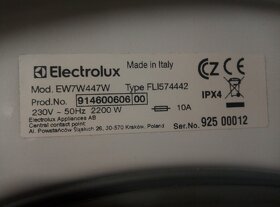 Electrolux
Made in Italy
Mod. EW7W447W Type FLI574442
Prod.No. 914600606 00
230V ~ 50Hz 2200 W 10A
Electrolux Appliances AB
Central contact point:
Al. Powstańców Śląskich 26, 30-570 Kraków, Poland
CE
IPX4
Ser.No. 925 00012